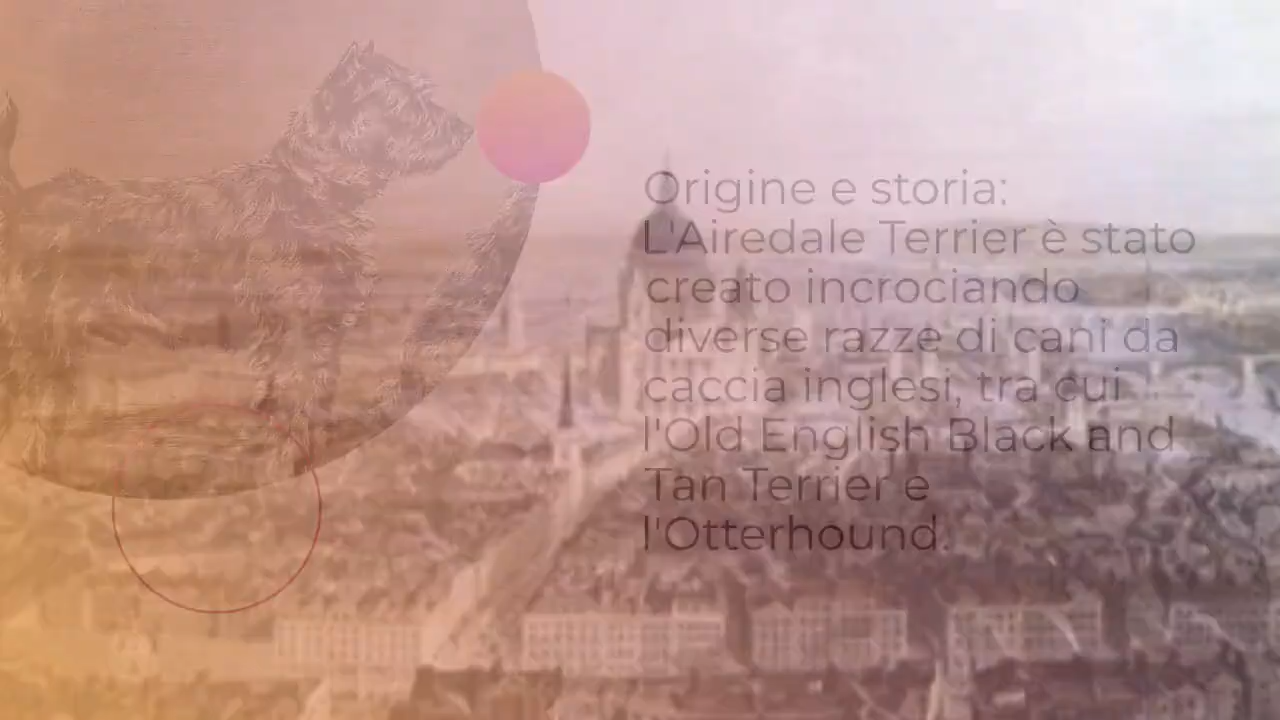 Origine e storia:
L'Airedale Terrier è stato
creato incrociando
diverse razze di cani da
caccia inglesi, tra cui
l'Old English Black and
Tan Terrier e
l'Otterhound.